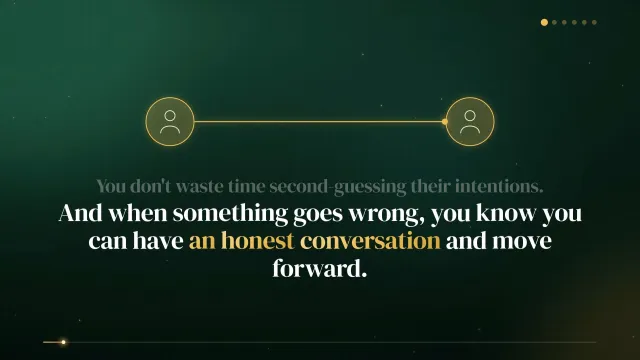 You don't waste time second-guessing their intentions.
And when something goes wrong, you know you
can have an honest conversation and move
forward.